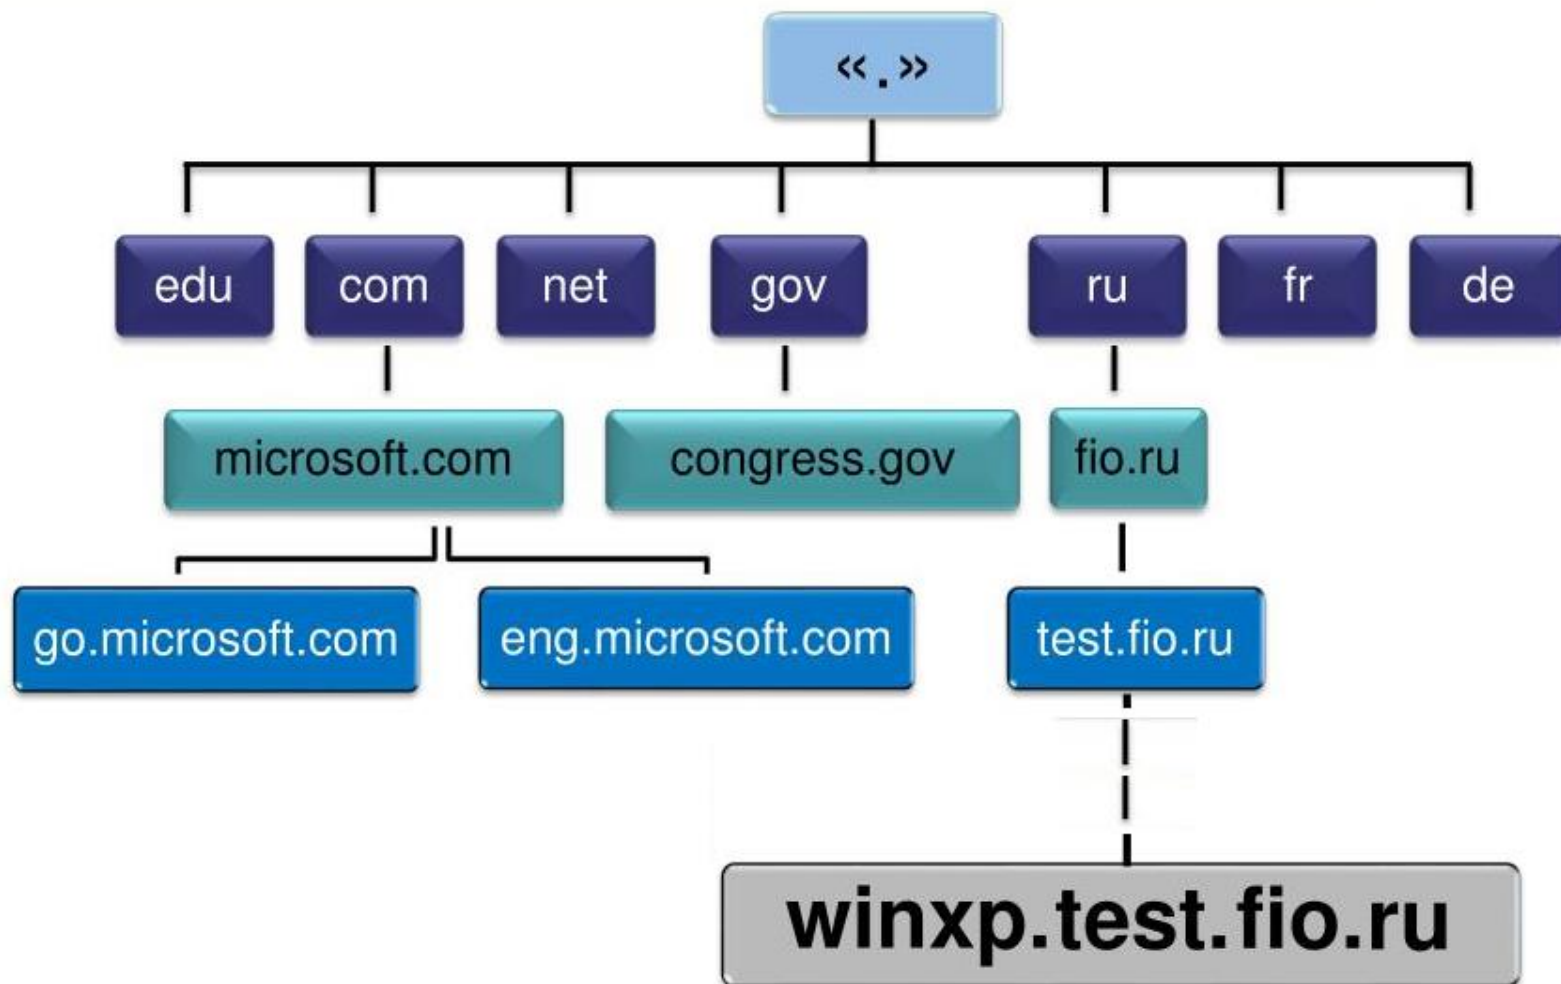 «.»
edu
com
net
gov
ru
fr
de
microsoft.com
congress.gov
fio.ru
go.microsoft.com
eng.microsoft.com
test.fio.ru
winxp.test.fio.ru